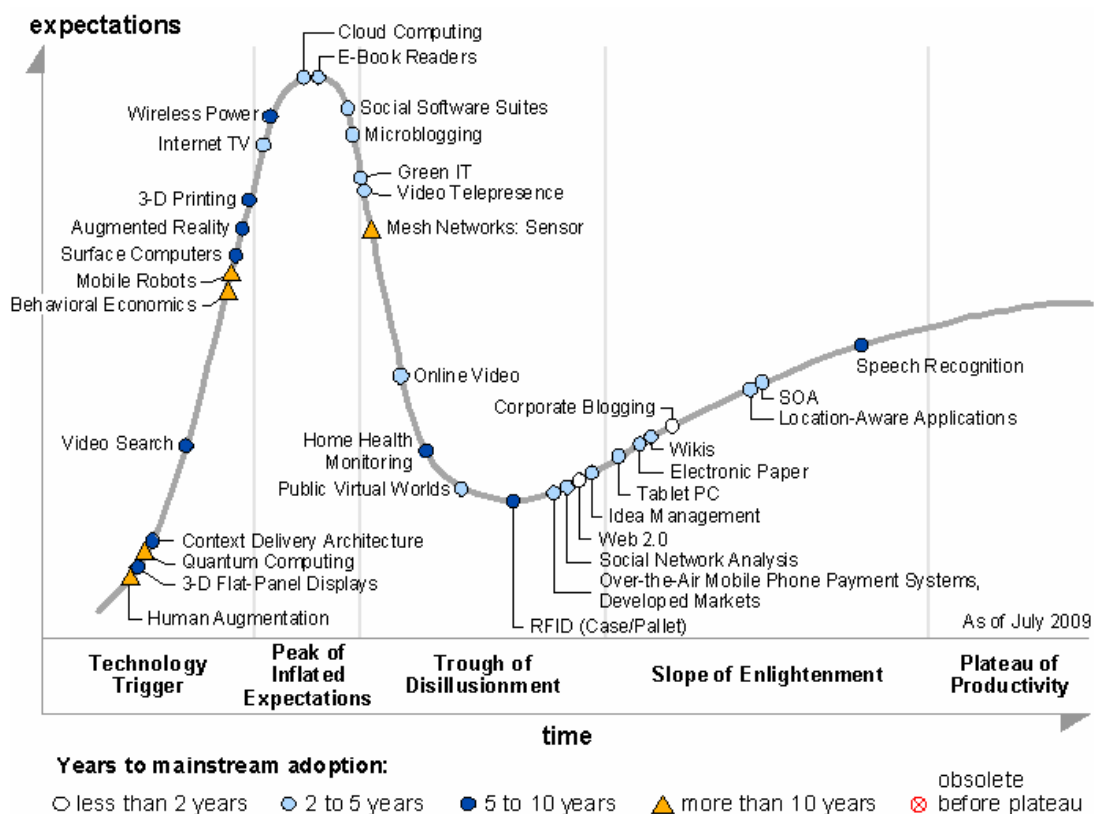 expectations
Cloud Computing
E-Book Readers
Social Software Suites
Wireless Power
Microblogging
Internet TV
Green IT
Video Telepresence
3-D Printing
Augmented Reality
Mesh Networks: Sensor
Surface Computers
Mobile Robots
Behavioral Economics
Speech Recognition
Online Video
SOA
Corporate Blogging
Location-Aware Applications
Video Search
Home Health
Monitoring
Wikis
Electronic Paper
Public Virtual Worlds
Tablet PC
Idea Management
Web 2.0
Context Delivery Architecture
Quantum Computing
Social Network Analysis
3-D Flat-Panel Displays
Over-the-Air Mobile Phone Payment Systems,
Developed Markets
Human Augmentation
RFID (Case/Pallet)
As of July 2009
Technology
Trigger
Peak of
Inflated
Expectations
Trough of
Disillusionment
Slope of Enlightenment
Plateau of
Productivity
time
Years to mainstream adoption:
less than 2 years
2 to 5 years
5 to 10 years
more than 10 years
obsolete
before plateau